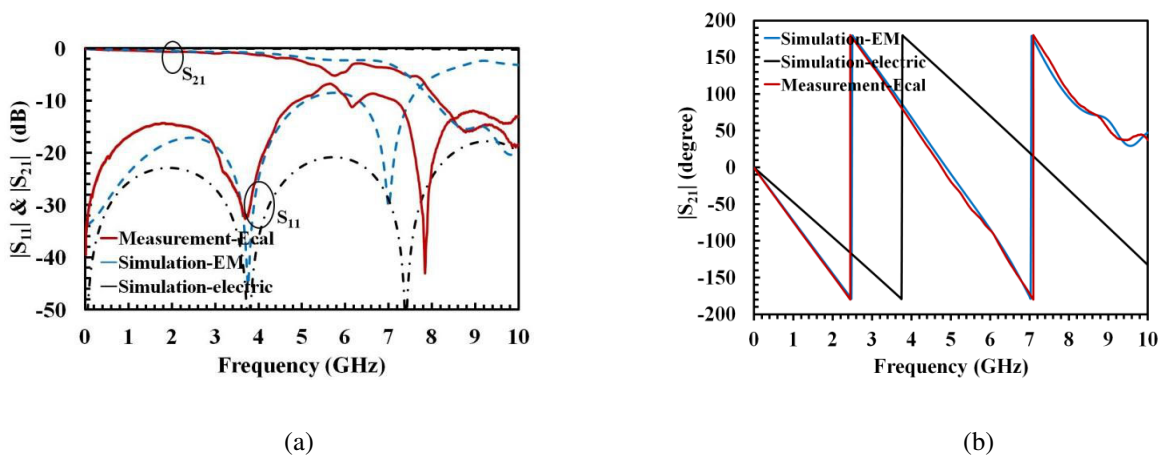 0
-10
-20
-30
-40
-50
|S11| & |S21| (dB)
S21
S11
Measurement-Ecal
Simulation-EM
Simulation-electric
0 1 2 3 4 5 6 7 8 9 10
Frequency (GHz)
(a)
200
150
100
50
0
-50
-100
-150
-200
|S21| (degree)
Simulation-EM
Simulation-electric
Measurement-Ecal
0 1 2 3 4 5 6 7 8 9 10
Frequency (GHz)
(b)